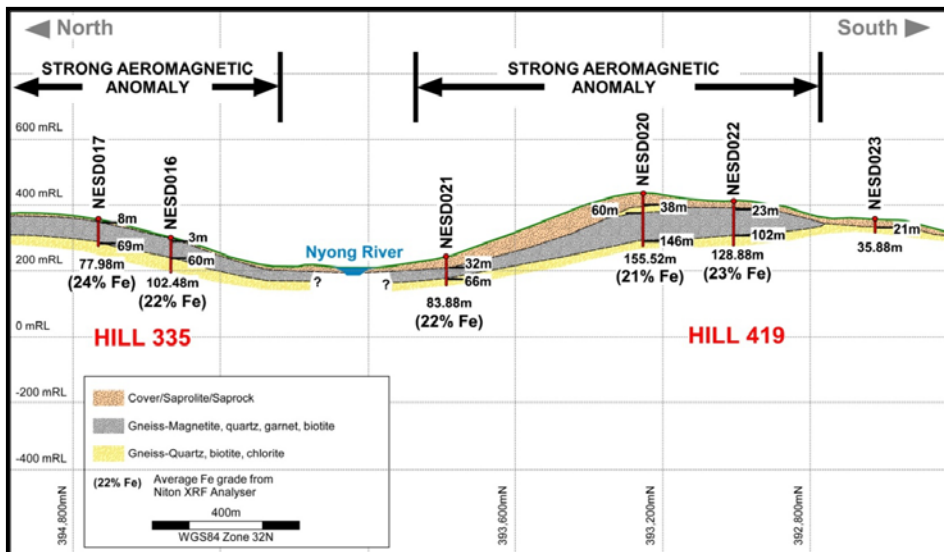 North
South
STRONG AEROMAGNETIC
ANOMALY
STRONG AEROMAGNETIC
ANOMALY
600 mRL
400 mRL
200 mRL
0 mRL
-200 mRL
-400 mRL
NESD017
8m
69m
77.98m
(24% Fe)
NESD016
3m
60m
102.48m
(22% Fe)
Nyong River
?
?
NESD021
32m
66m
83.88m
(22% Fe)
NESD020
60m
38m
146m
155.52m
(21% Fe)
NESD022
23m
102m
128.88m
(23% Fe)
NESD023
21m
35.88m
HILL 335
HILL 419
Cover/Saprolite/Saprock
Gneiss-Magnetite, quartz, garnet, biotite
Gneiss-Quartz, biotite, chlorite
(22% Fe)
Average Fe grade from
Niton XRF Analyser
400m
WGS84 Zone 32N
394,800mN
393,600mN
393,200mN
392,800mN